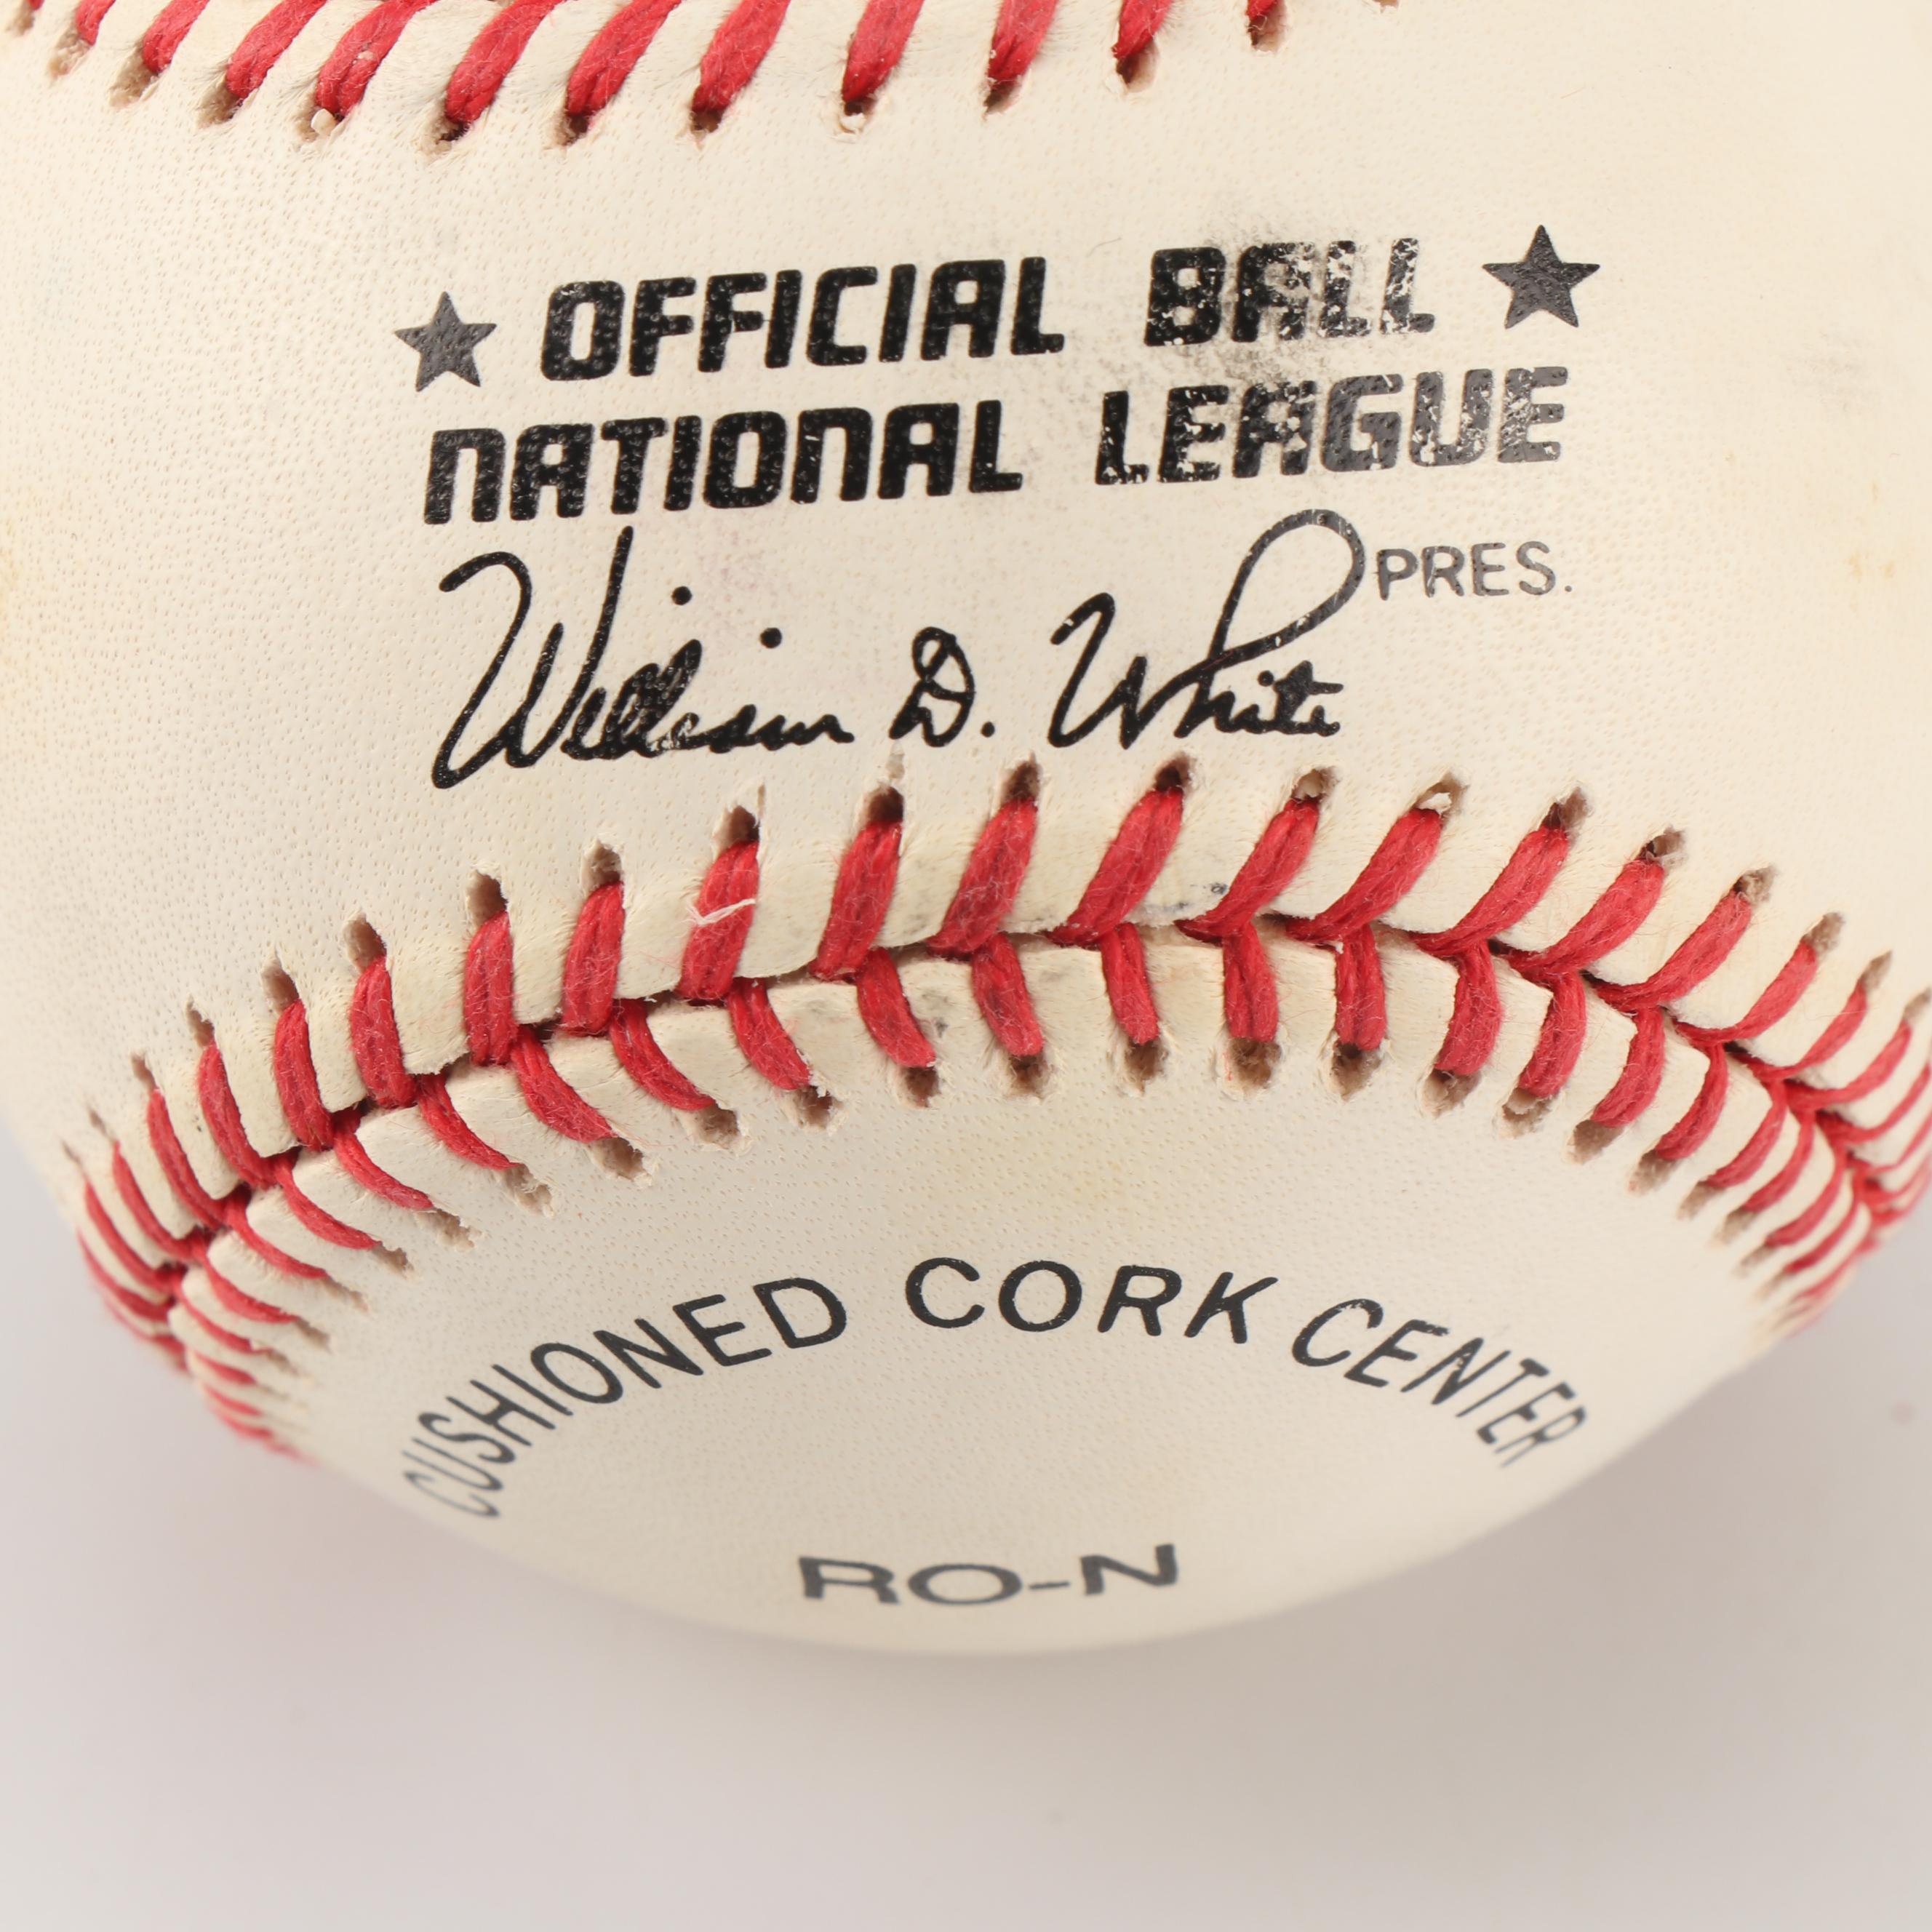 ★ OFFICIAL BALL ★
NATIONAL LEAGUE
William D. White PRES.
CUSHIONED CORK CENTER
RO-N